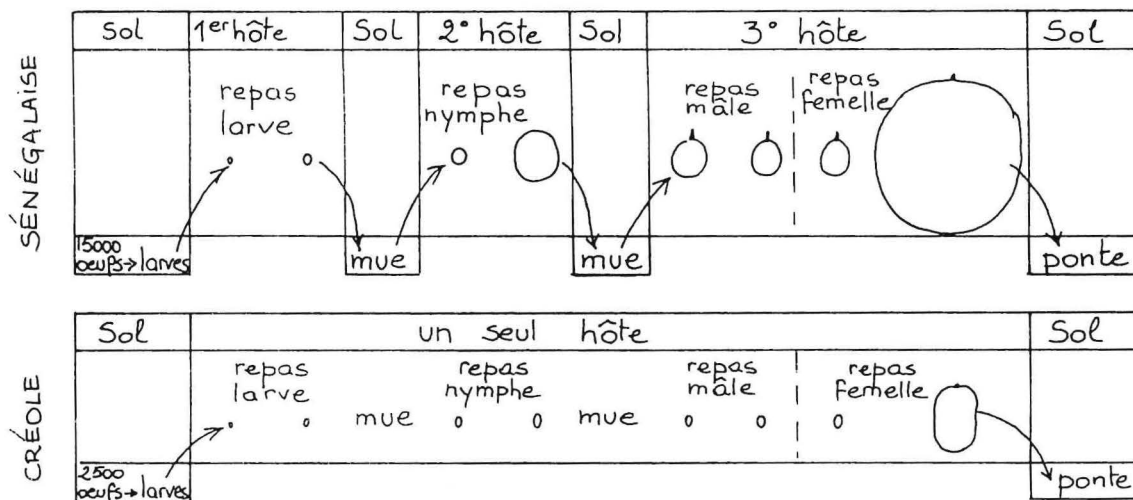 SÉNÉGALAISE
Sol 1er hôte Sol 2° hôte Sol 3° hôte Sol
repas larve
repas nymphe
repas mâle
repas femelle
15000
oeufs→larves
mue
mue
ponte
CRÉOLE
Sol un seul hôte Sol
repas larve
mue
repas nymphe
mue
repas mâle
repas femelle
2500
oeufs→larves
ponte